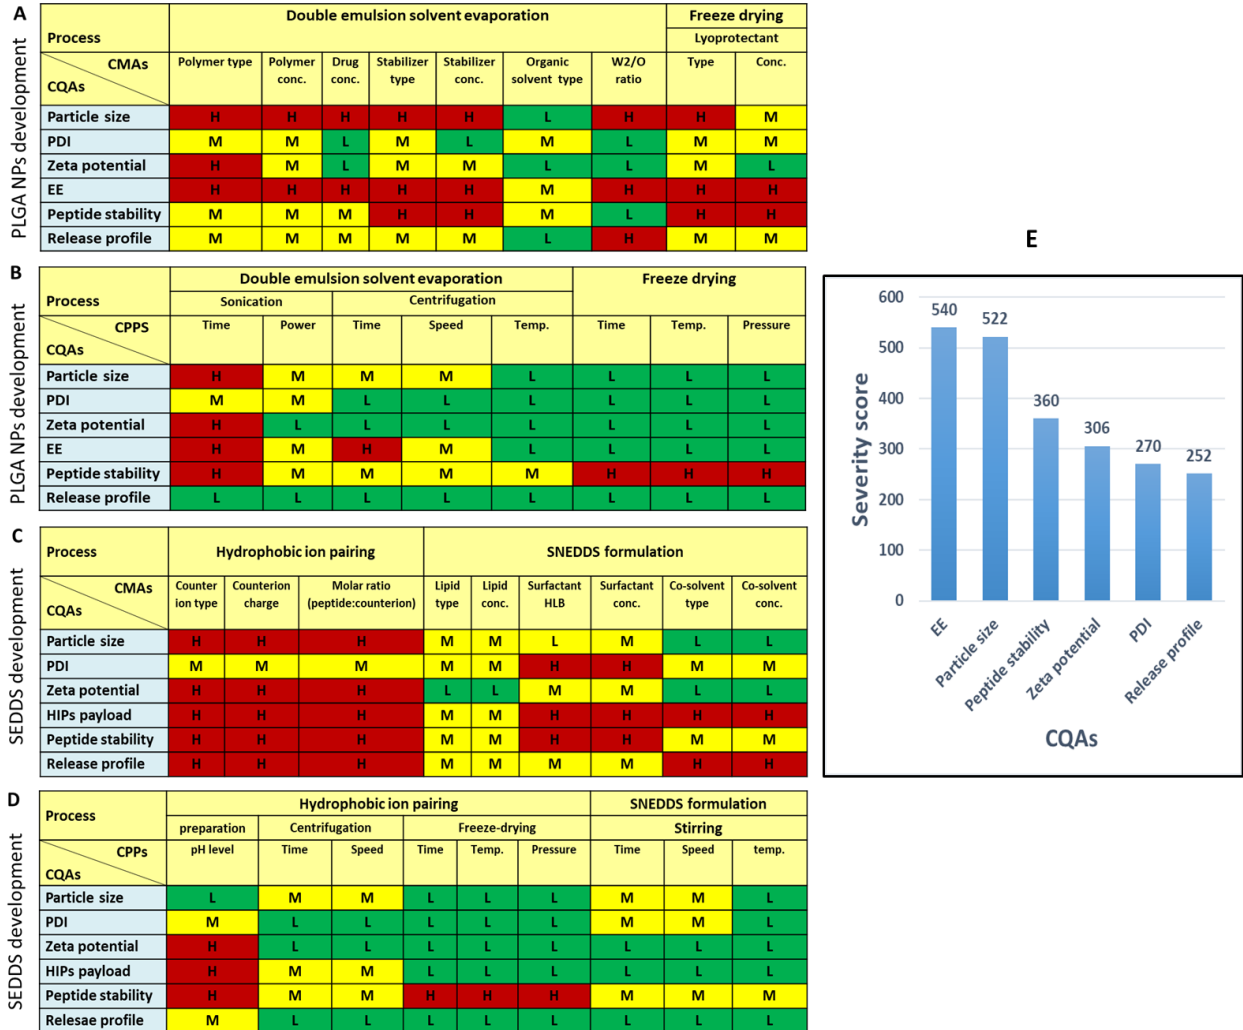 A
PLGA NPs development
Process
Double emulsion solvent evaporation
Freeze drying
Lyoprotectant
CMAs
CQAs
Polymer type
Polymer conc.
Drug conc.
Stabilizer type
Stabilizer conc.
Organic solvent type
W2/O ratio
Type
Conc.
Particle size H H H H H L H H M
PDI M M L M L M L M M
Zeta potential H M L M M L L M L
EE H H H H H M H H H
Peptide stability M M M H H M L H H
Release profile M M M M M L H M M
B
PLGA NPs development
Process
Double emulsion solvent evaporation
Freeze drying
Sonication
Centrifugation
CPPS
CQAs
Time
Power
Time
Speed
Temp.
Time
Temp.
Pressure
Particle size H M M M L L L L
PDI M M L L L L L L
Zeta potential H L L L L L L L
EE H M H M L L L L
Peptide stability H M M M M H H H
Release profile L L L L L L L L
C
SEDDS development
Process
Hydrophobic ion pairing
SNEDDS formulation
CMAs
CQAs
Counter ion type
Counterion charge
Molar ratio (peptide:counterion)
Lipid type
Lipid conc.
Surfactant HLB
Surfactant conc.
Co-solvent type
Co-solvent conc.
Particle size H H H M M L M L L
PDI M M M M M H H M M
Zeta potential H H H L L M M L L
HIPs payload H H H M M H H H H
Peptide stability H H H M M H H M M
Release profile H H H M M M M H H
D
SEDDS development
Process
Hydrophobic ion pairing
SNEDDS formulation
preparation
Centrifugation
Freeze-drying
Stirring
CPPs
CQAs
pH level
Time
Speed
Time
Temp.
Pressure
Time
Speed
temp.
Particle size L M M L L L M M L
PDI M L L L L L M M L
Zeta potential H L L L L L L L L
HIPs payload H M M L L L L L L
Peptide stability H M M H H H M M M
Relesae profile M L L L L L L L L
E
Severity score
600
500
400
300
200
100
0
540
522
360
306
270
252
EE
Particle size
Peptide stability
Zeta potential
PDI
Release profile
CQAs